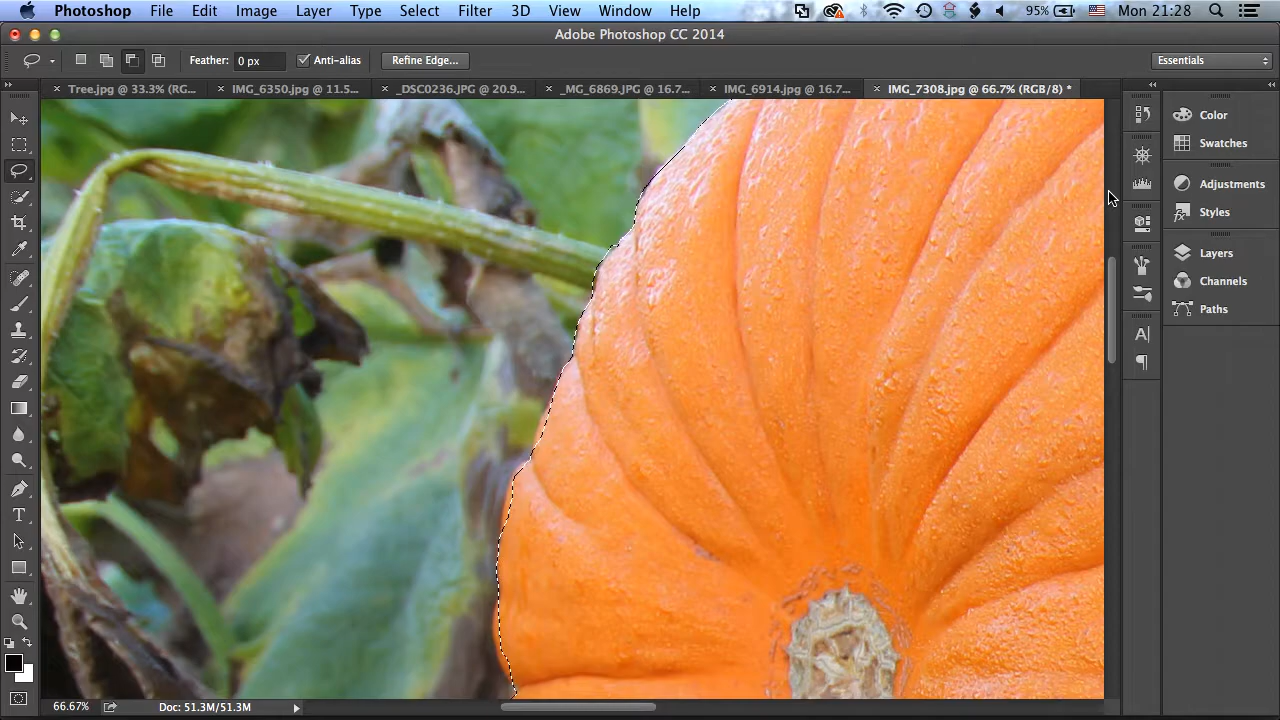 Photoshop File Edit Image Layer Type Select Filter 3D View Window Help 95% Mon 21:28
Adobe Photoshop CC 2014
Feather: 0 px Anti-alias Refine Edge... Essentials
× Tree.jpg @ 33.3% (RG... × IMG_6350.jpg @ 11.5... × _DSC0236.JPG @ 20.9... × _MG_6869.JPG @ 16.7... × IMG_6914.jpg @ 16.7... × IMG_7308.jpg @ 66.7% (RGB/8) *
Color
Swatches
Adjustments
Styles
Layers
Channels
Paths
66.67% Doc: 51.3M/51.3M